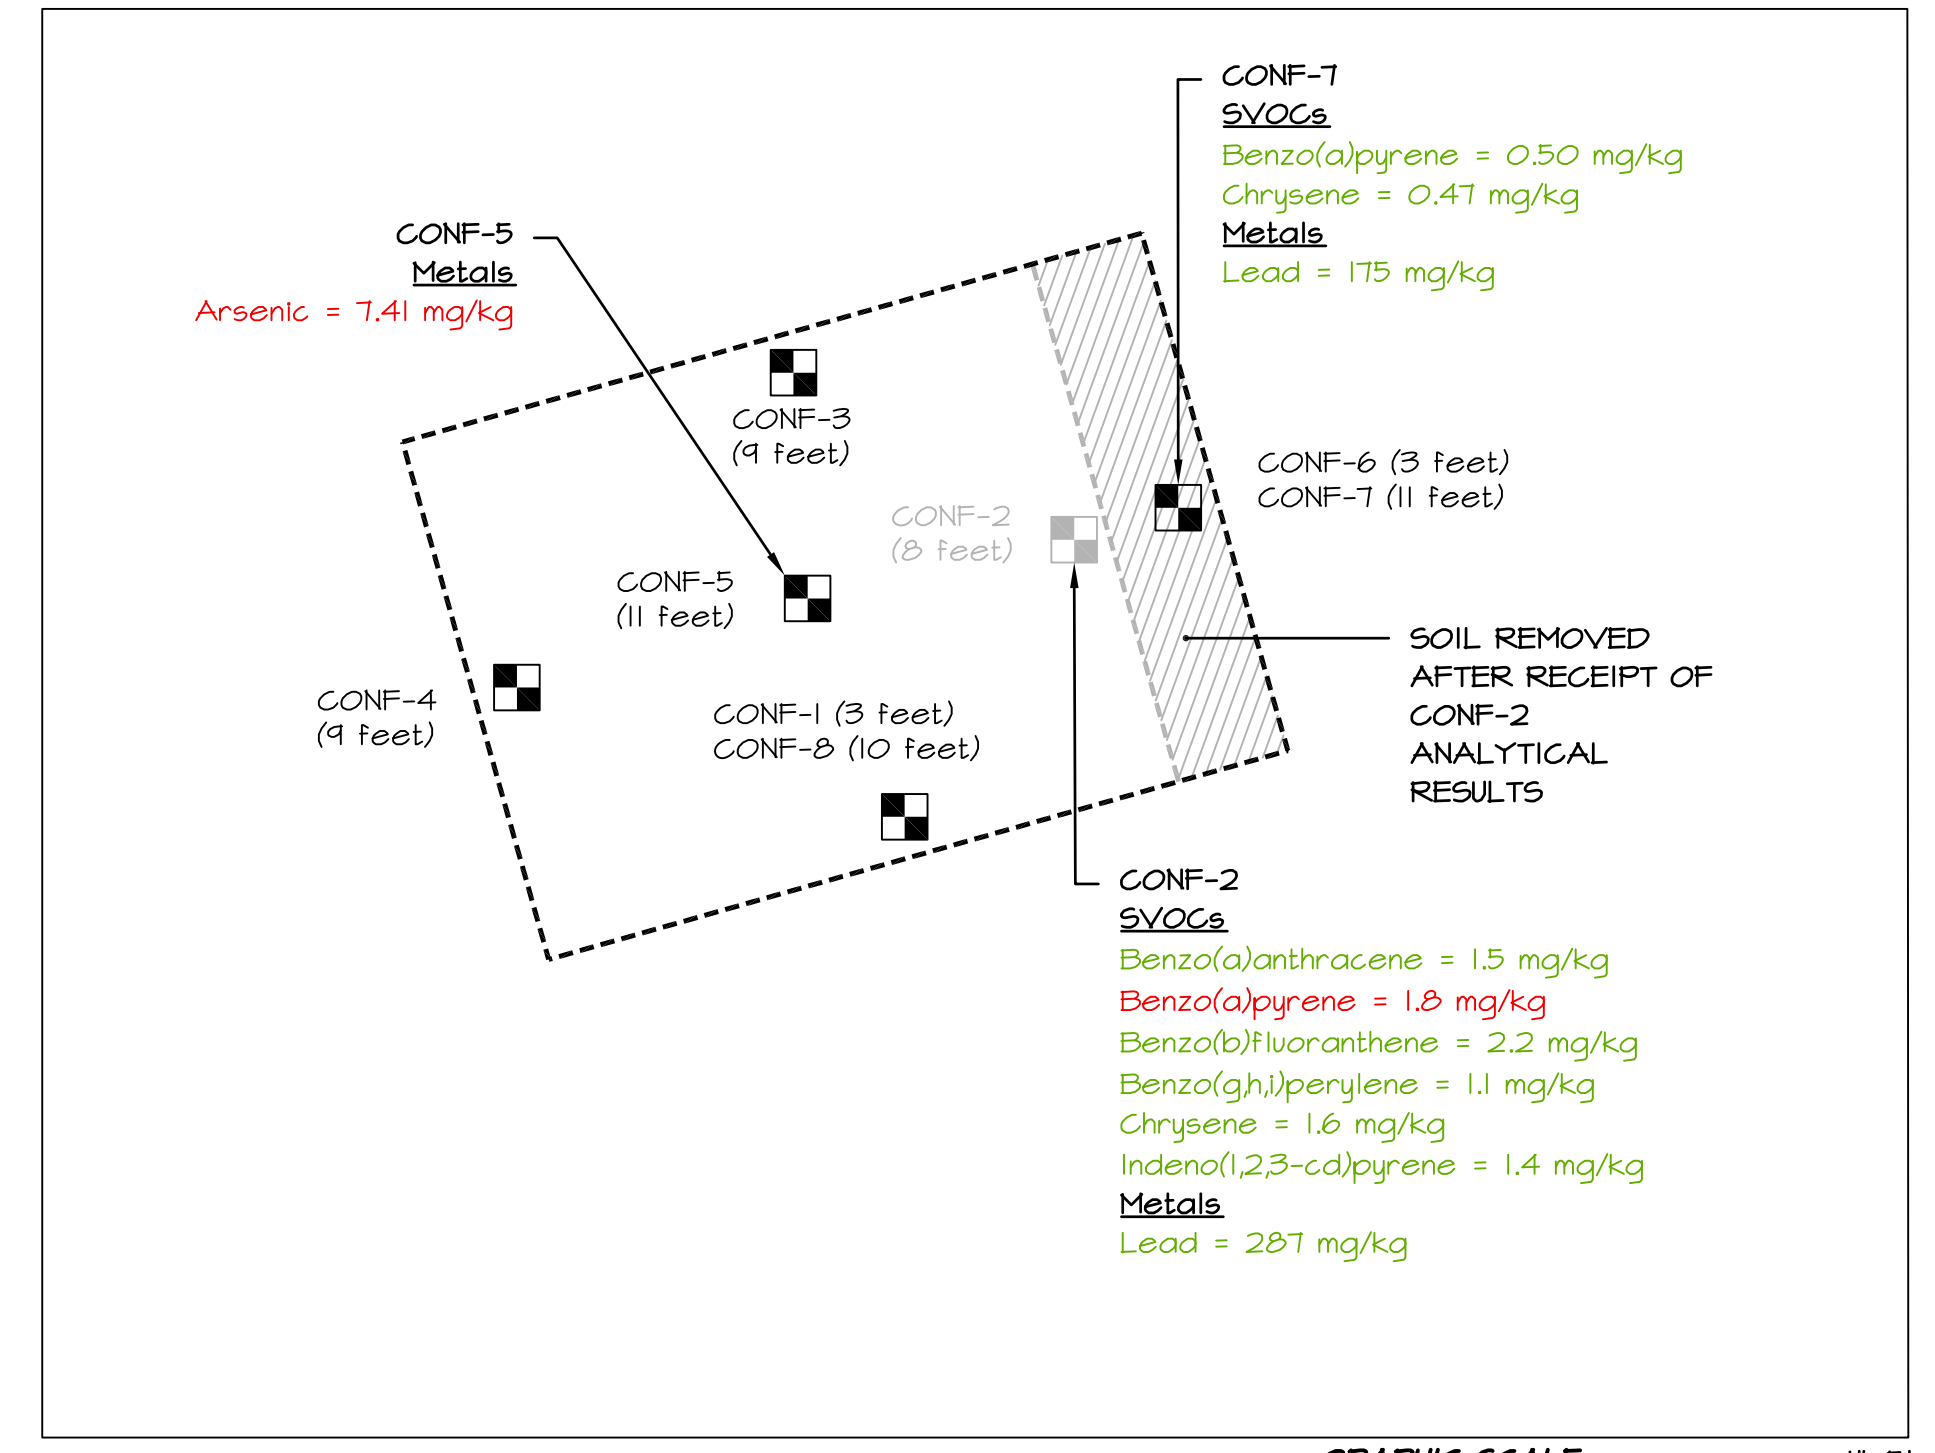 CONF-7
SVOCs
Benzo(a)pyrene = 0.50 mg/kg
Chrysene = 0.47 mg/kg
Metals
Lead = 175 mg/kg
CONF-5
Metals
Arsenic = 7.41 mg/kg
CONF-3
(9 feet)
CONF-6 (3 feet)
CONF-7 (11 feet)
CONF-2
(8 feet)
CONF-5
(11 feet)
CONF-4
(9 feet)
CONF-1 (3 feet)
CONF-8 (10 feet)
SOIL REMOVED
AFTER RECEIPT OF
CONF-2
ANALYTICAL
RESULTS
CONF-2
SVOCs
Benzo(a)anthracene = 1.5 mg/kg
Benzo(a)pyrene = 1.8 mg/kg
Benzo(b)fluoranthene = 2.2 mg/kg
Benzo(g,h,i)perylene = 1.1 mg/kg
Chrysene = 1.6 mg/kg
Indeno(1,2,3-cd)pyrene = 1.4 mg/kg
Metals
Lead = 287 mg/kg
GRAPHIC SCALE